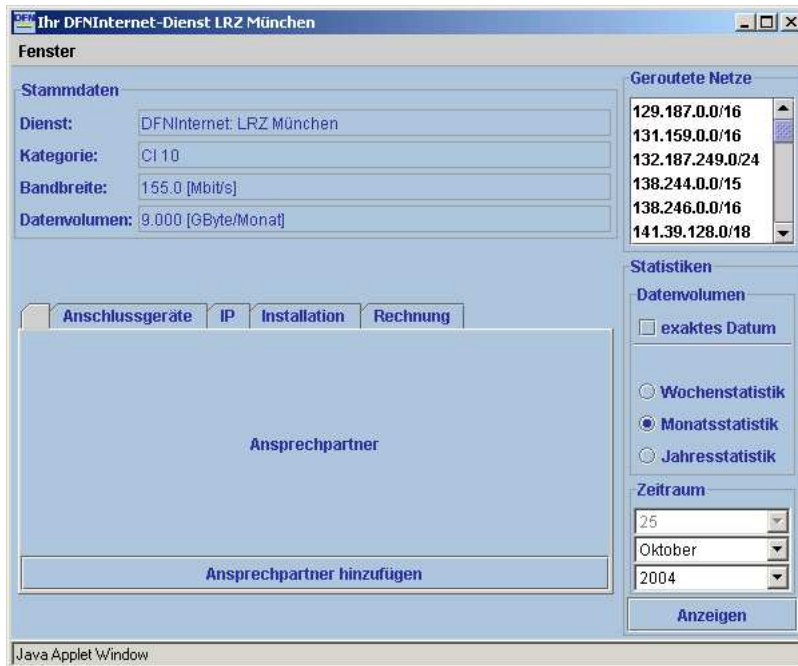 DFN Ihr DFNInternet-Dienst LRZ München
Fenster
Stammdaten
Dienst: DFNInternet: LRZ München
Kategorie: CI 10
Bandbreite: 155.0 [Mbit/s]
Datenvolumen: 9.000 [GByte/Monat]
Geroutete Netze
129.187.0.0/16
131.159.0.0/16
132.187.249.0/24
138.244.0.0/15
138.246.0.0/16
141.39.128.0/18
Anschlussgeräte IP Installation Rechnung
Ansprechpartner
Ansprechpartner hinzufügen
Statistiken
Datenvolumen
exaktes Datum
Wochenstatistik
Monatsstatistik
Jahresstatistik
Zeitraum
25
Oktober
2004
Anzeigen
Java Applet Window